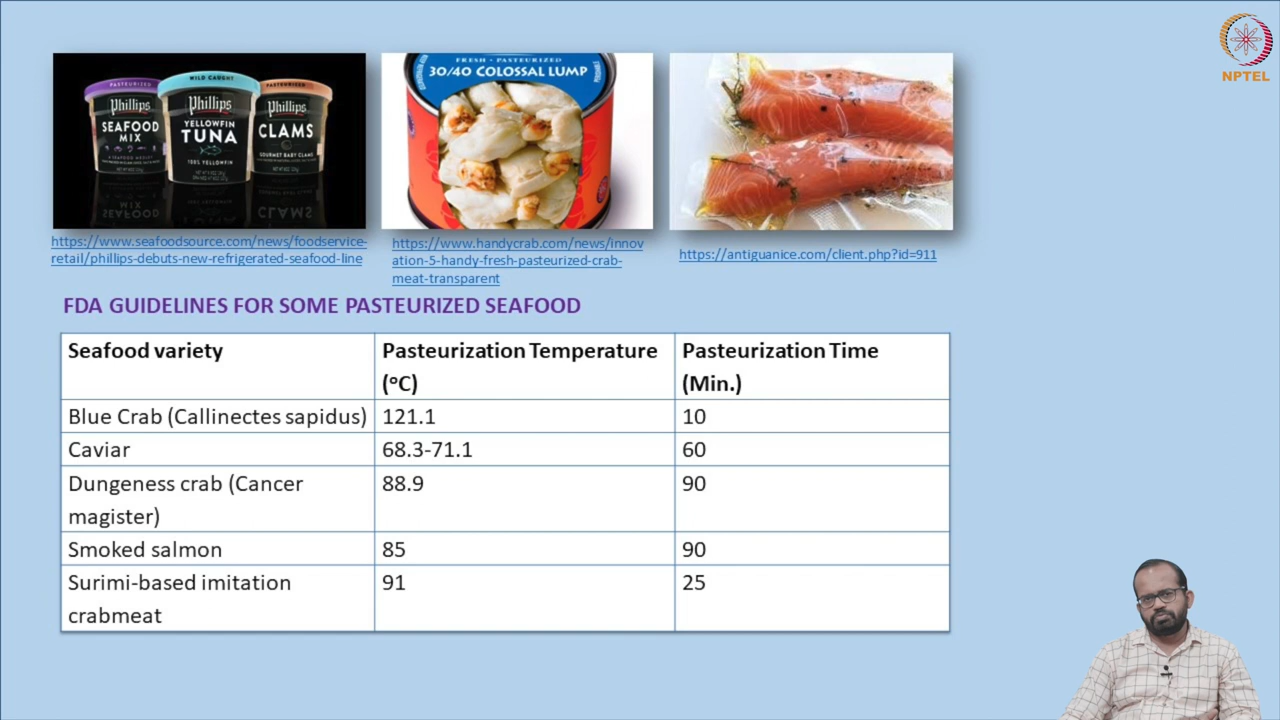 NPTEL
PASTEURIZED
Phillips
SEAFOOD
MIX
WILD CAUGHT
Phillips
YELLOWFIN
TUNA
100% YELLOWFIN
PASTEURIZED
Phillips
CLAMS
GOURMET BABY CLAMS
FRESH · PASTEURIZED
30/40 COLOSSAL LUMP
https://www.seafoodsource.com/news/foodservice-
retail/phillips-debuts-new-refrigerated-seafood-line
https://www.handycrab.com/news/innov
ation-5-handy-fresh-pasteurized-crab-
meat-transparent
https://antiguanice.com/client.php?id=911
FDA GUIDELINES FOR SOME PASTEURIZED SEAFOOD
Seafood variety
Pasteurization Temperature
(°C)
Pasteurization Time
(Min.)
Blue Crab (Callinectes sapidus) 121.1 10
Caviar 68.3-71.1 60
Dungeness crab (Cancer 88.9 90
magister)
Smoked salmon 85 90
Surimi-based imitation 91 25
crabmeat